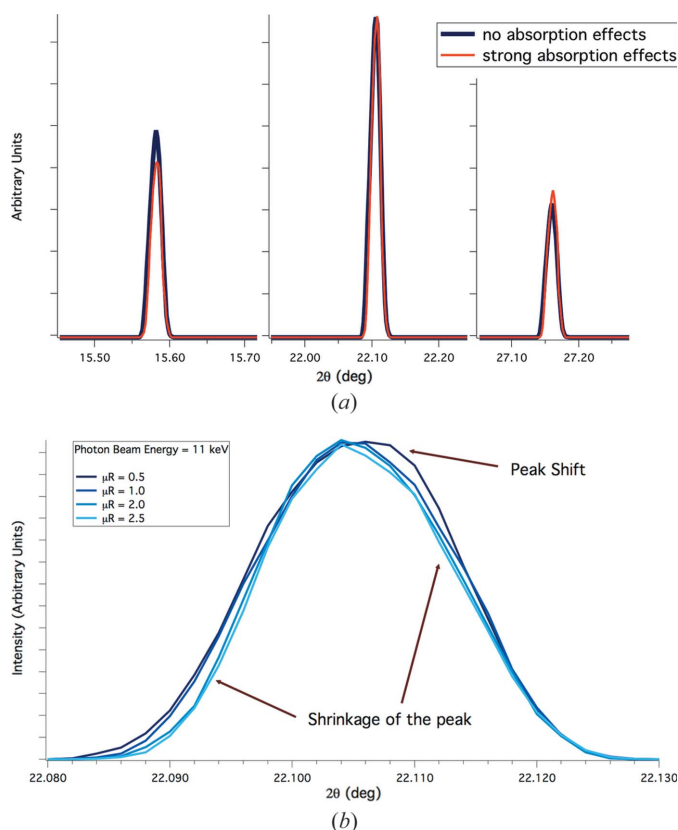 no absorption effects
strong absorption effects
Arbitrary Units
15.50 15.60 15.70 22.00 22.10 22.20 27.10 27.20
2θ (deg)
(a)
Photon Beam Energy = 11 keV
μR = 0.5
μR = 1.0
μR = 2.0
μR = 2.5
Peak Shift
Intensity (Arbitrary Units)
Shrinkage of the peak
22.080 22.090 22.100 22.110 22.120 22.130
2θ (deg)
(b)